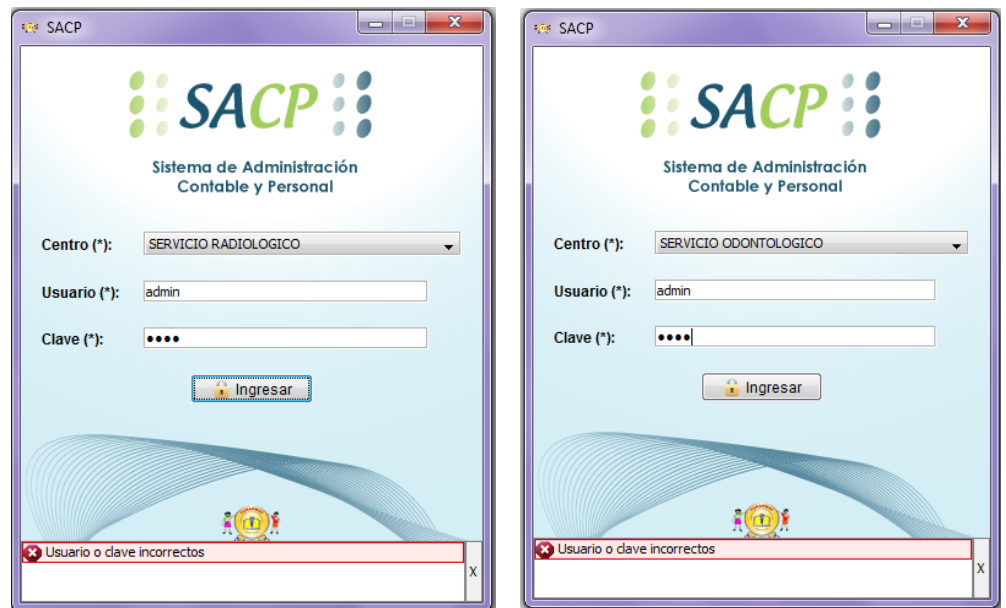 SACP
SACP
Sistema de Administración
Contable y Personal
Centro (*): SERVICIO RADIOLOGICO
Usuario (*): admin
Clave (*): ••••
Ingresar
Usuario o clave incorrectos
X
SACP
SACP
Sistema de Administración
Contable y Personal
Centro (*): SERVICIO ODONTOLOGICO
Usuario (*): admin
Clave (*): ••••
Ingresar
Usuario o clave incorrectos
X